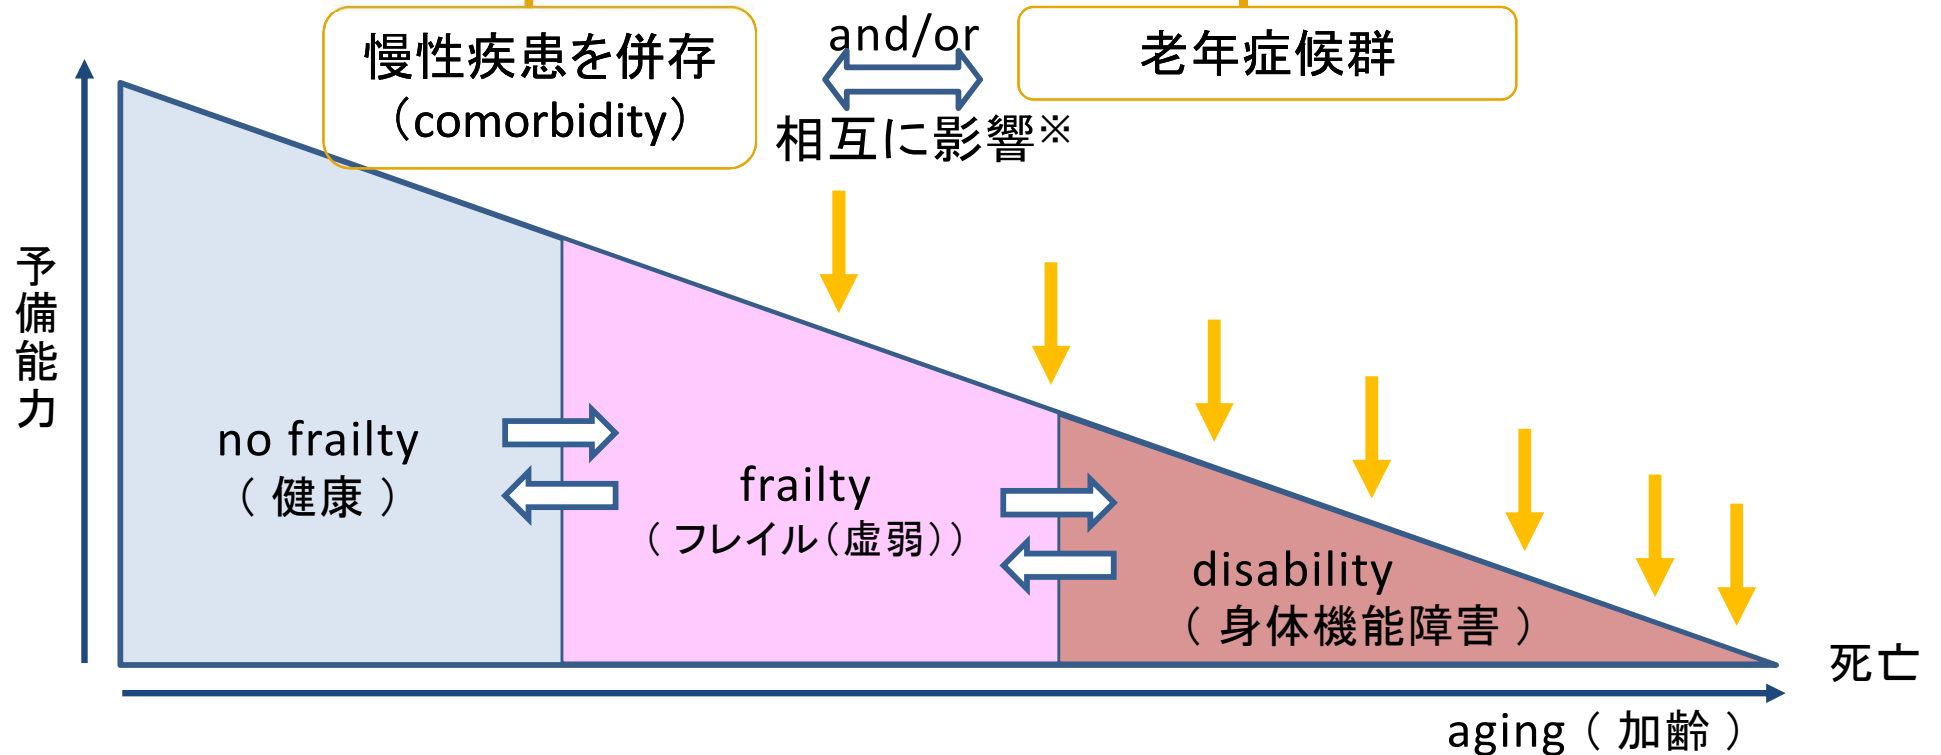 慢性疾患を併存
（comorbidity）
and/or
相互に影響※
老年症候群
予備能力
no frailty
（ 健康 ）
frailty
（ フレイル（虚弱））
disability
（ 身体機能障害 ）
死亡
aging（ 加齢 ）